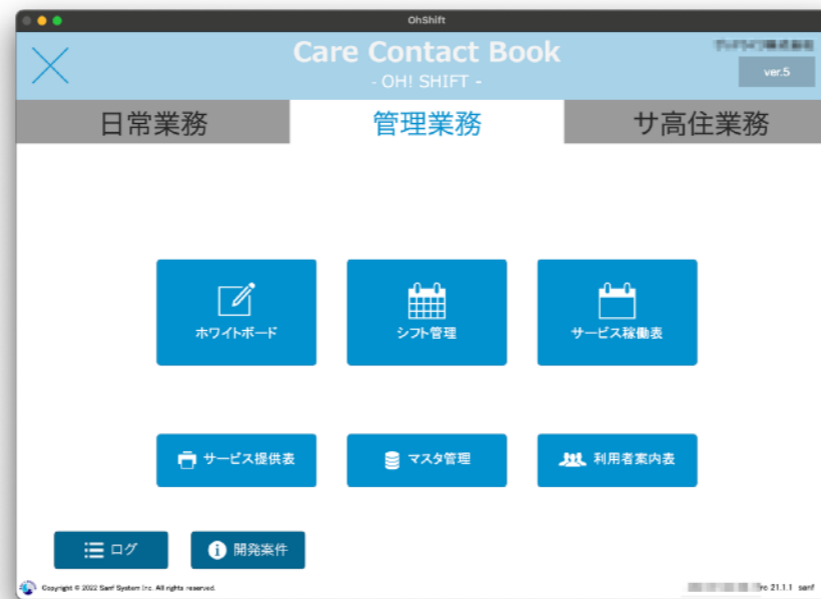 OhShift
Care Contact Book
- OH! SHIFT -
ver.5
日常業務
管理業務
サ高住業務
ホワイトボード
シフト管理
サービス稼働表
サービス提供表
マスタ管理
利用者案内表
ログ
開発案件
Copyright © 2022 Sanf System Inc. All rights reserved.
ro 21.1.1 sanf